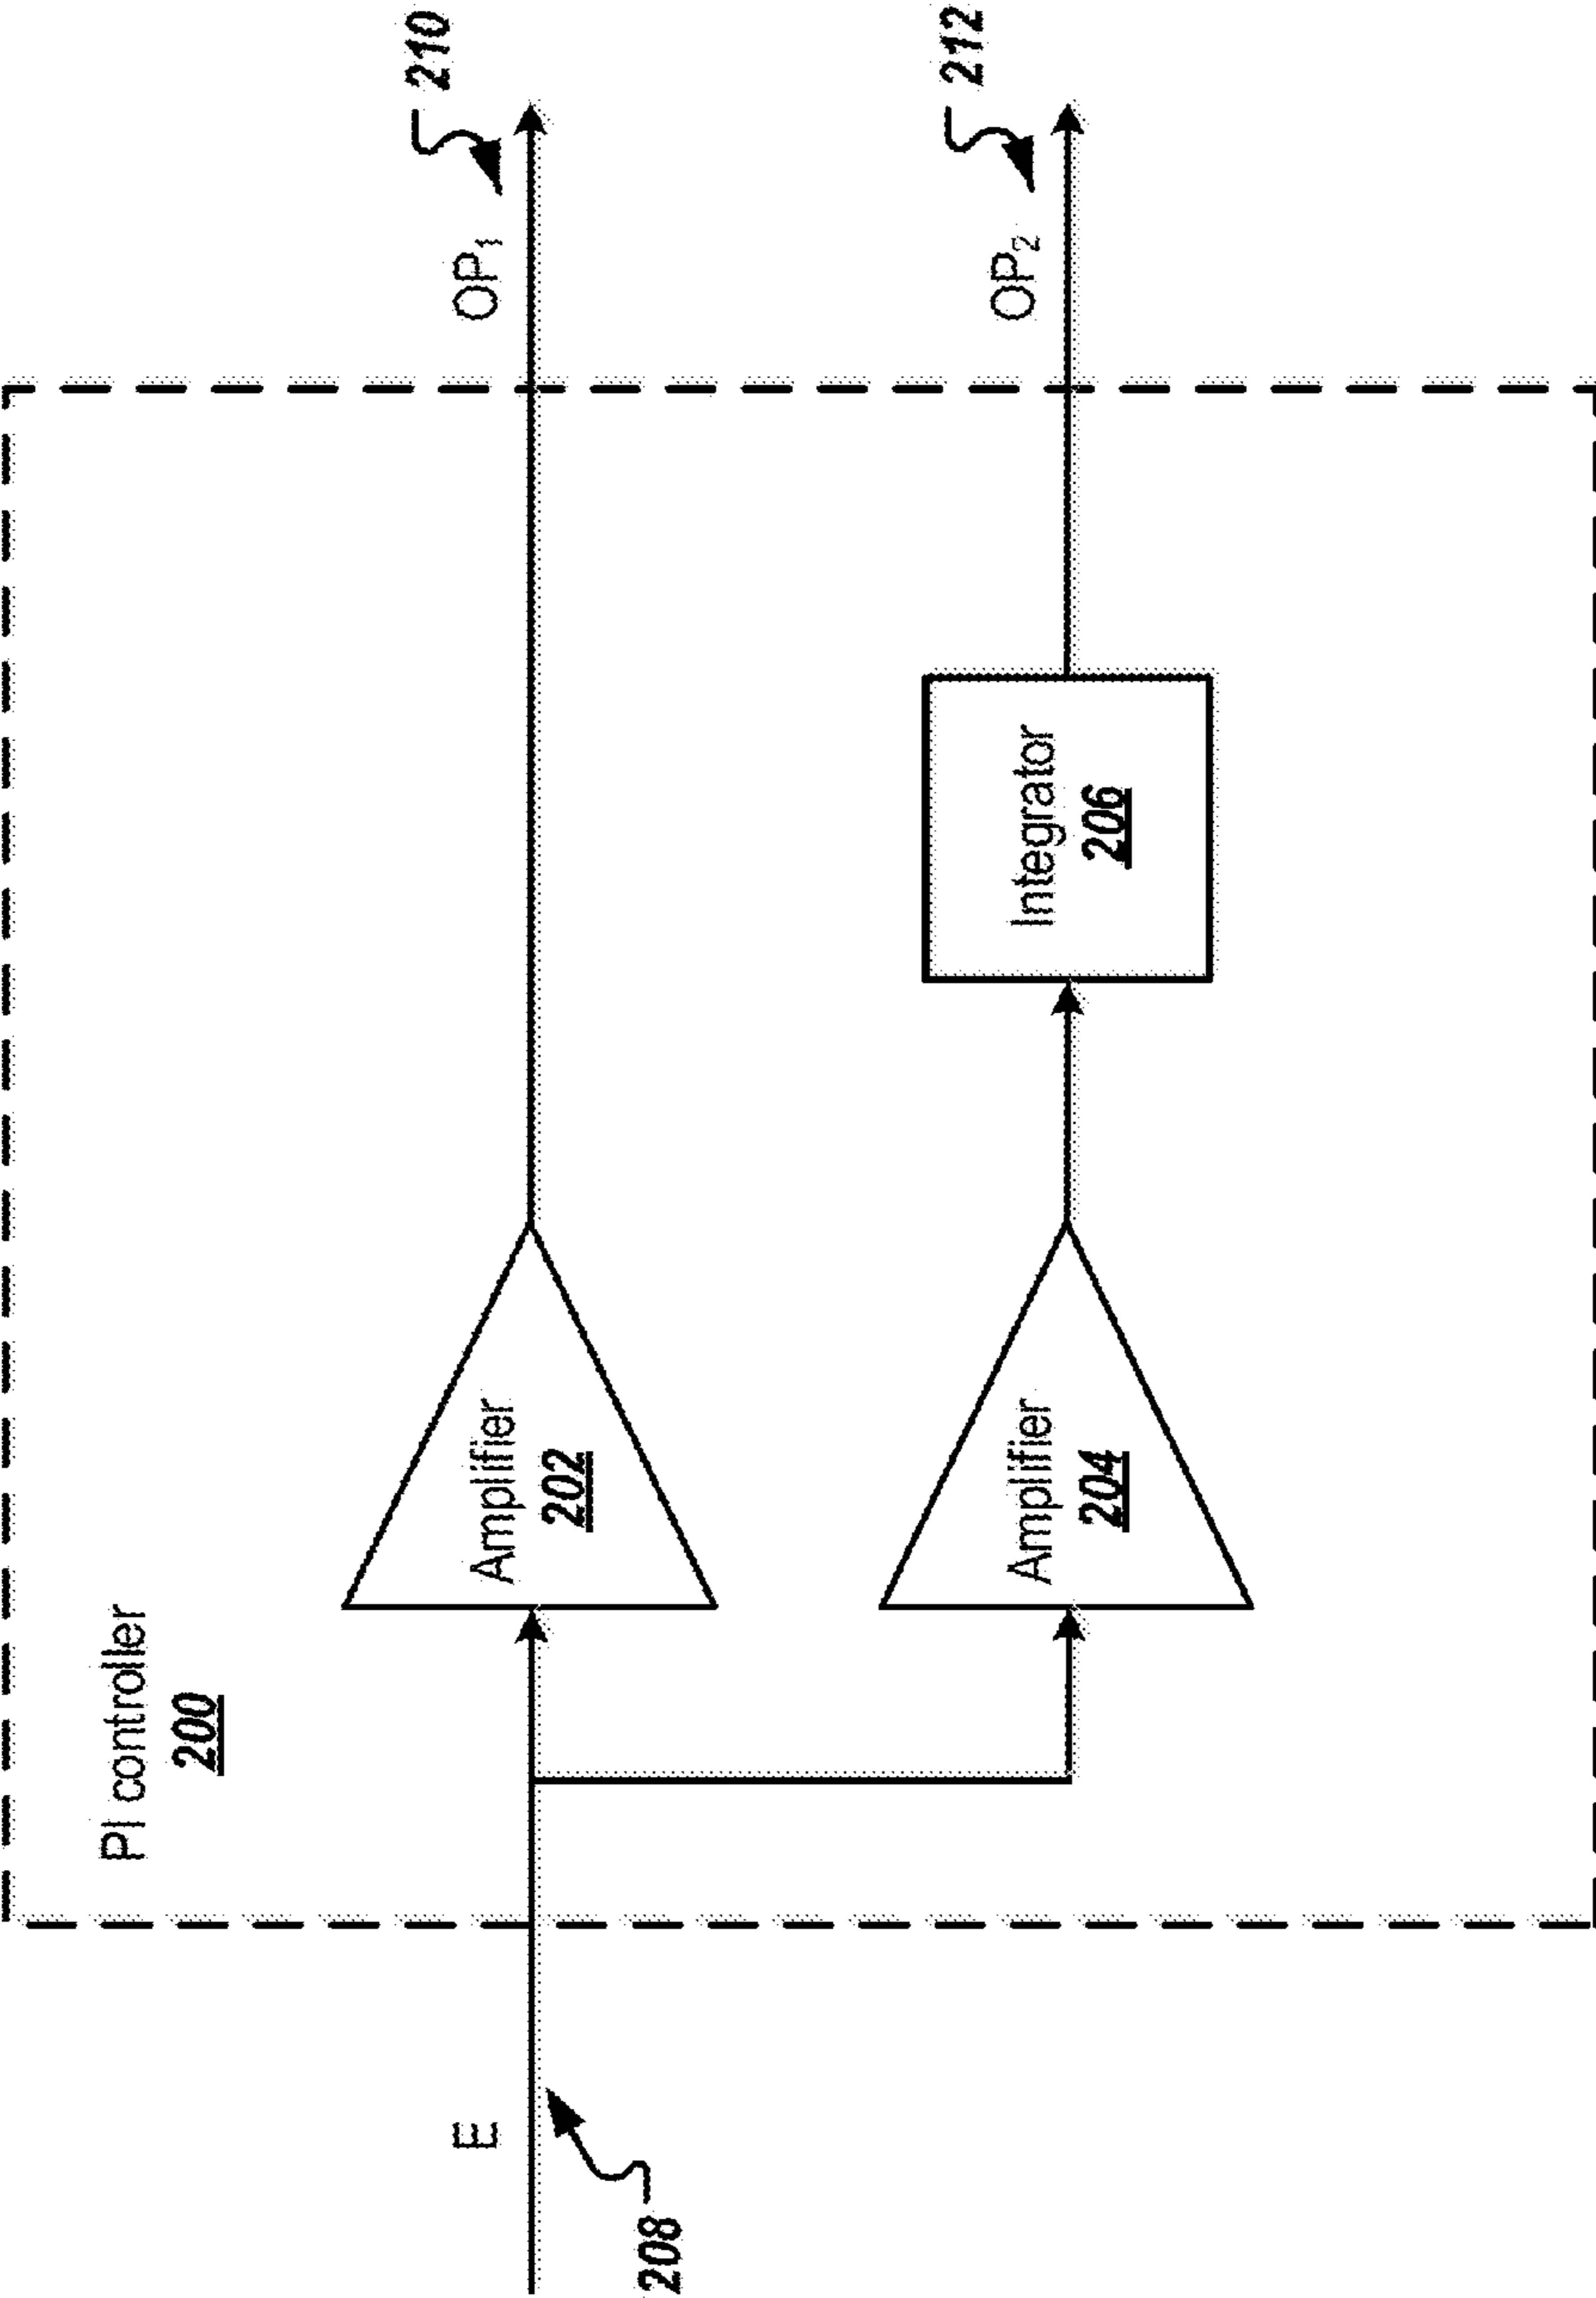 PI controller
200
E
208
Amplifier
202
Amplifier
204
Integrator
206
OP₁
210
OP₂
212